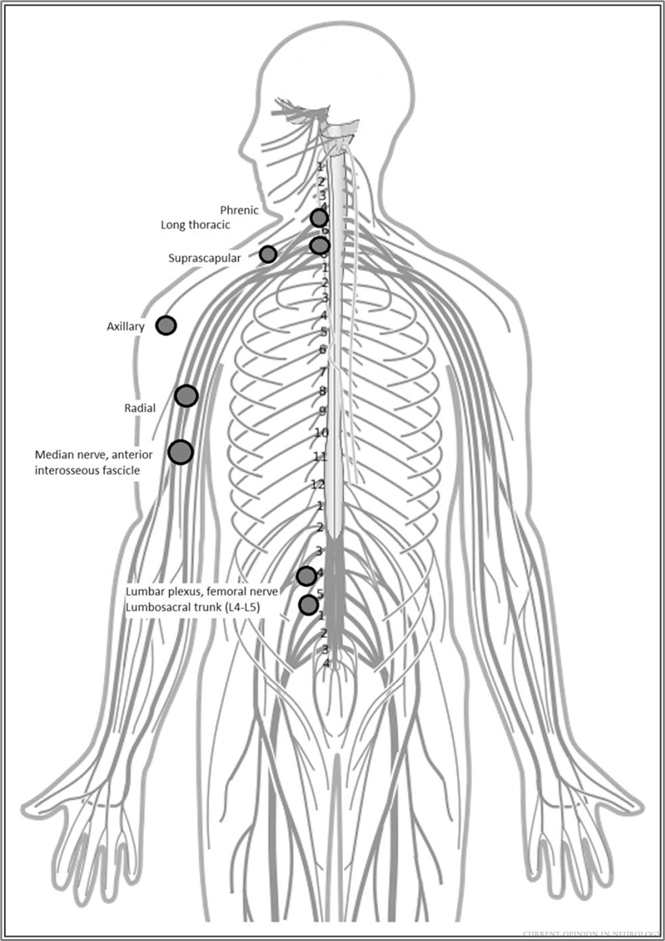 1
2
3
4
Phrenic
Long thoracic
6
Suprascapular
1
2
3
4
Axillary
5
6
7
8
Radial
9
10
Median nerve, anterior
11
interosseous fascicle
12
1
2
3
4
Lumbar plexus, femoral nerve
5
Lumbosacral trunk (L4-L5)
1
2
3
4
CURRENT OPINION IN NEUROLOGY